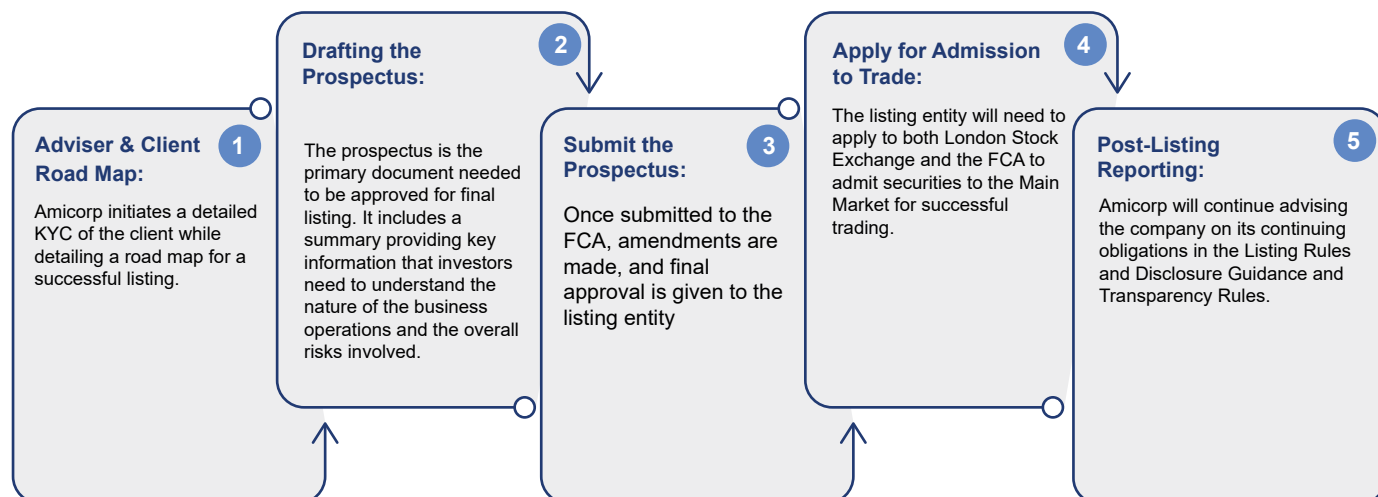 1
Adviser & Client
Road Map:
Amicorp initiates a detailed
KYC of the client while
detailing a road map for a
successful listing.
2
Drafting the
Prospectus:
The prospectus is the
primary document needed
to be approved for final
listing. It includes a
summary providing key
information that investors
need to understand the
nature of the business
operations and the overall
risks involved.
3
Submit the
Prospectus:
Once submitted to the
FCA, amendments are
made, and final
approval is given to the
listing entity
4
Apply for Admission
to Trade:
The listing entity will need to
apply to both London Stock
Exchange and the FCA to
admit securities to the Main
Market for successful
trading.
5
Post-Listing
Reporting:
Amicorp will continue advising
the company on its continuing
obligations in the Listing Rules
and Disclosure Guidance and
Transparency Rules.